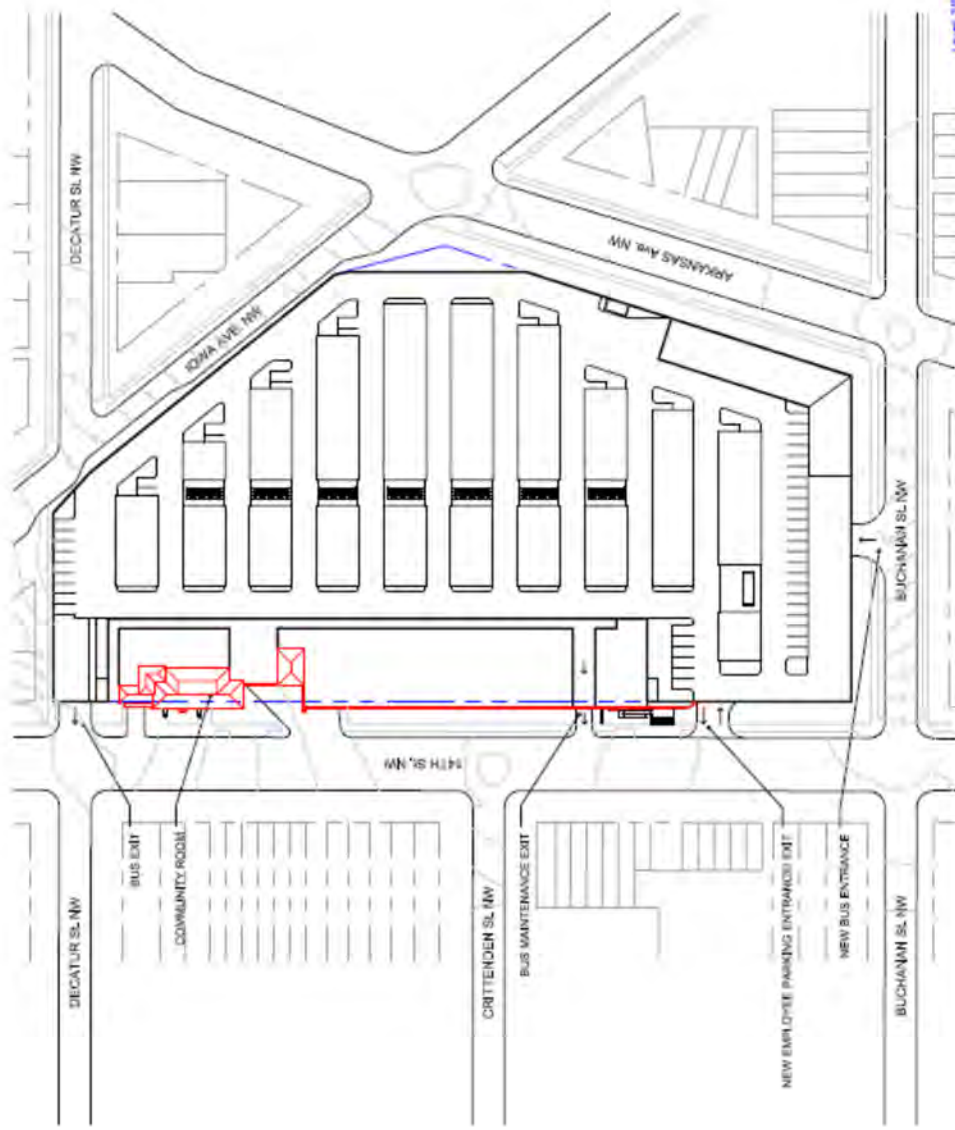 DECATUR St. NW
IOWA AVE. NW
ARKANSAS Ave. NW
BUCHANAN St. NW
14TH St. NW
BUS EXIT
COMMUNITY ROOM
BUS MAINTENANCE EXIT
NEW EMPLOYEE PARKING ENTRANCE/ EXIT
NEW BUS ENTRANCE
DECATUR St. NW
CRITTENDEN St. NW
BUCHANAN St. NW